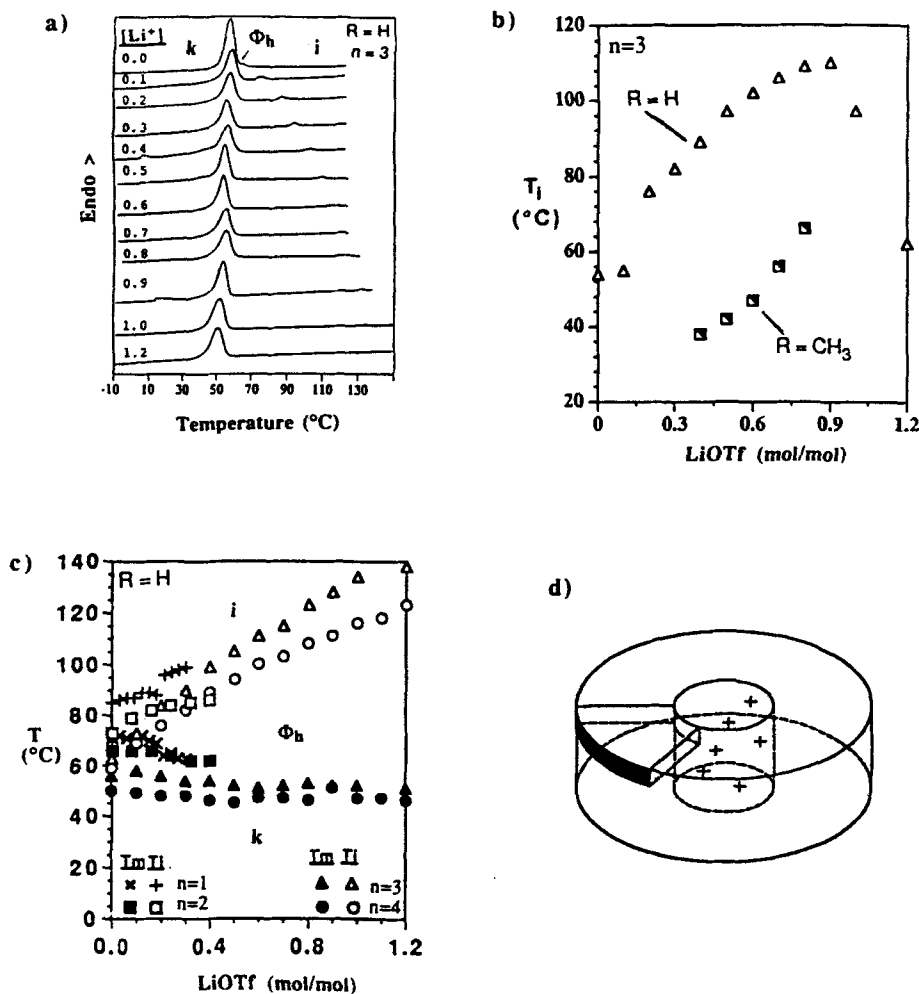 a)
[Li⁺]
k
Φh
i
R = H
n = 3
0.0
0.1
0.2
0.3
0.4
0.5
0.6
0.7
0.8
0.9
1.0
1.2
Endo >
-10 10 30 50 70 90 110 130
Temperature (°C)
b)
n=3
120
100
80
60
40
20
R = H
R = CH₃
Tᵢ
(°C)
0 0.3 0.6 0.9 1.2
LiOTf (mol/mol)
c)
R = H
140
120
100
80
60
40
20
0
T
(°C)
i
Φh
k
Tm Ti
n=1
n=2
Tm Ti
n=3
n=4
0.0 0.4 0.8 1.2
LiOTf (mol/mol)
d)
+ + + + + +